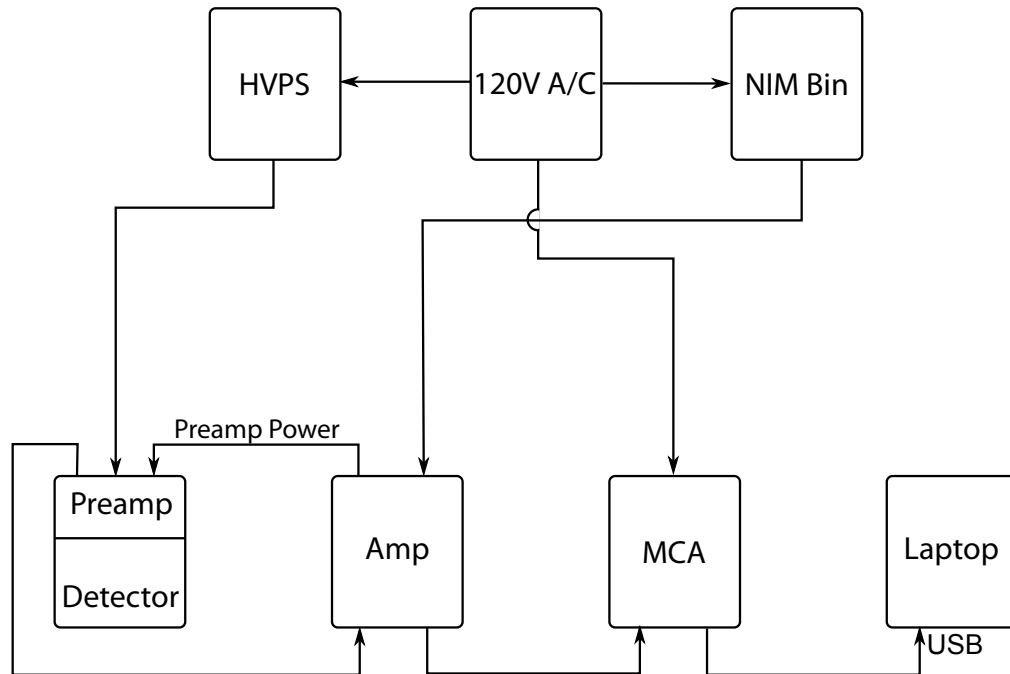 HVPS
120V A/C
NIM Bin
Preamp Power
Preamp
Detector
Amp
MCA
Laptop
USB